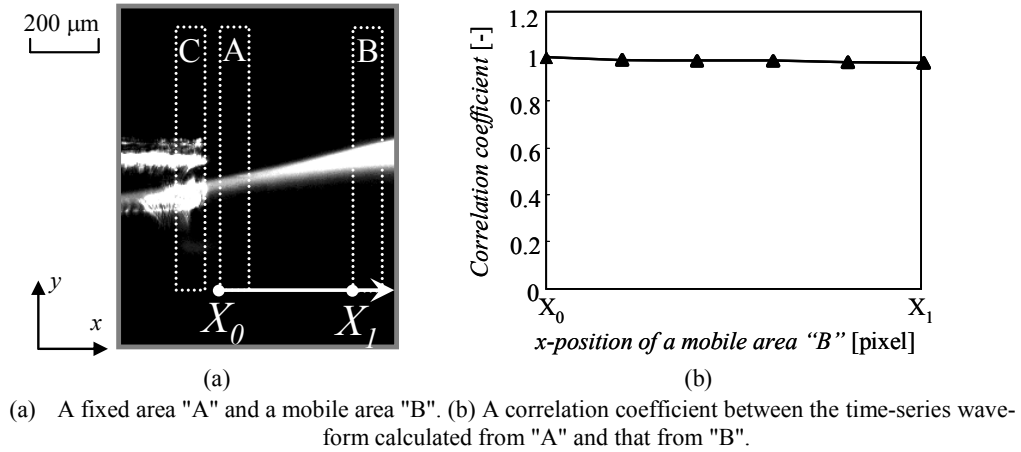 200 μm
C A B
y
x
X0 X1
(a)
Correlation coefficient [-]
1.2
1
0.8
0.6
0.4
0.2
0
X0 X1
x-position of a mobile area “B” [pixel]
(b)
(a) A fixed area "A" and a mobile area "B". (b) A correlation coefficient between the time-series wave-
form calculated from "A" and that from "B".